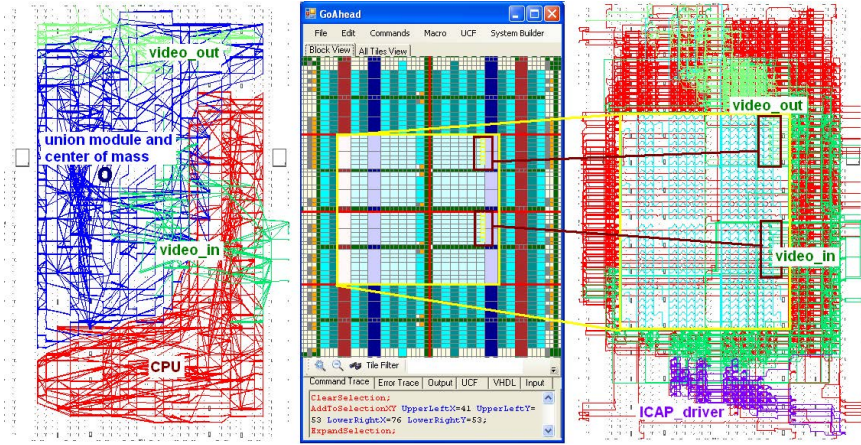 video_out
union module and
center of mass
video_in
CPU
GoAhead
File Edit Commands Macro UCF System Builder
Block View All Tiles View
Tile Filter
Command Trace Error Trace Output UCF VHDL Input
ClearSelection;
AddToSelectionXY UpperLeftX=41 UpperLeftY=
53 LowerRightX=76 LowerRightY=53;
ExpandSelection;
video_out
video_in
ICAP_driver